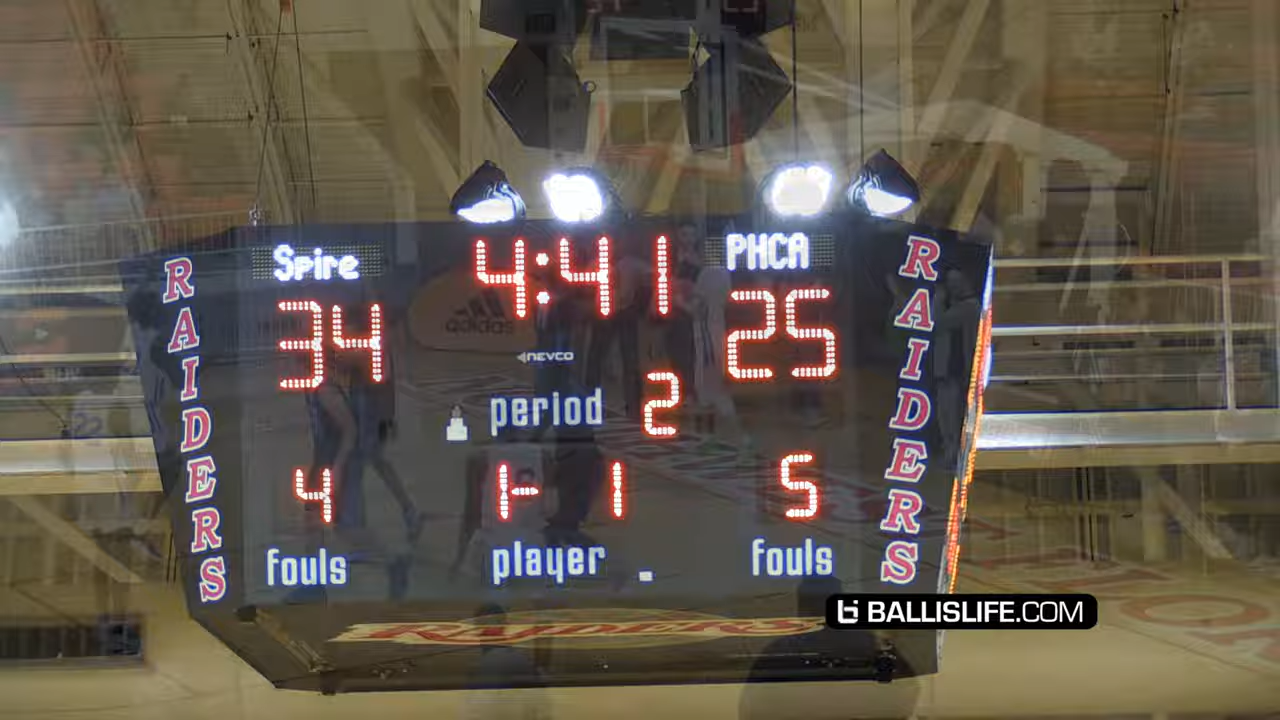 Spire
4:41
PHCA
RAIDERS
34
adidas
25
RAIDERS
NEVCO
period
2
4
1
1
5
fouls
player
fouls
RAIDERS
BALLISLIFE.COM